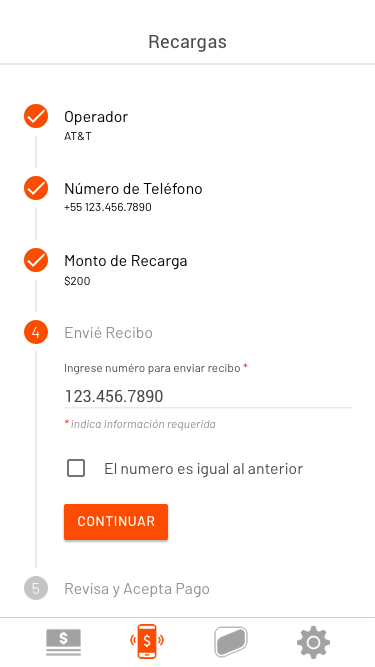 Recargas
Operador
AT&T
Número de Teléfono
+55 123.456.7890
Monto de Recarga
$200
4 Envié Recibo
Ingrese numéro para enviar recibo *
123.456.7890
* indica información requerida
El numero es igual al anterior
CONTINUAR
5 Revisa y Acepta Pago
$ $